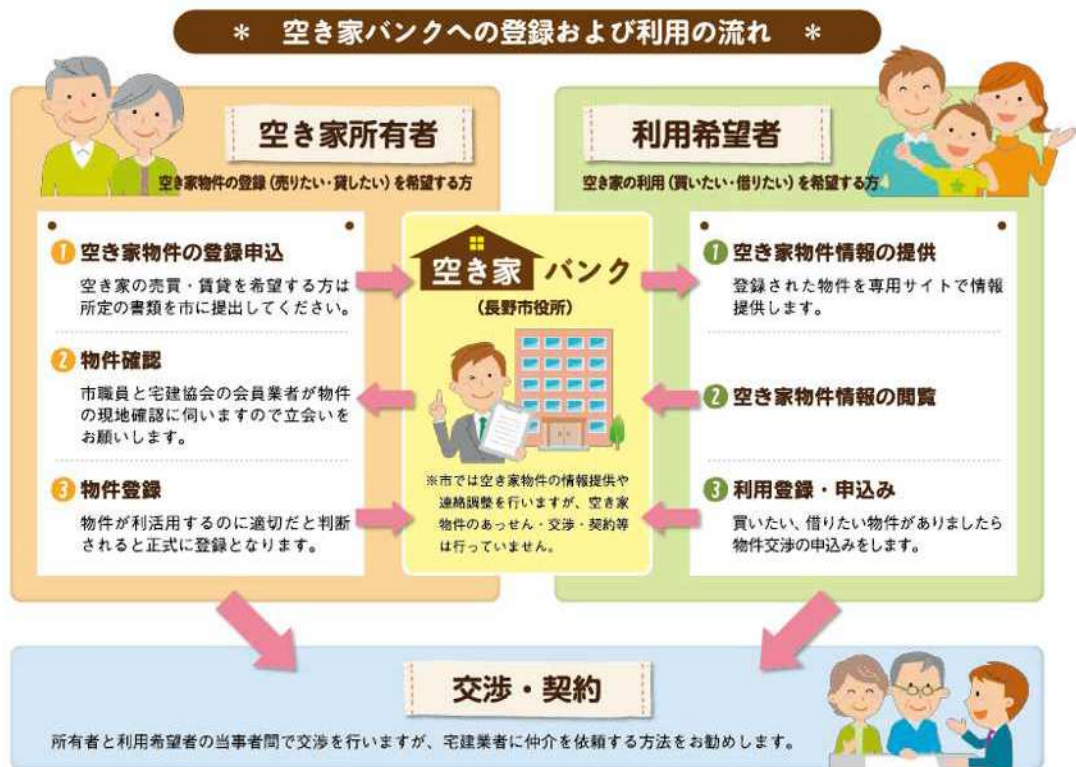 * 空き家バンクへの登録および利用の流れ *
空き家所有者
空き家物件の登録(売りたい・貸したい)を希望する方
1 空き家物件の登録申込
空き家の売買・賃貸を希望する方は
所定の書類を市に提出してください。
2 物件確認
市職員と宅建協会の会員業者が物件
の現地確認に伺いますので立会いを
お願いします。
3 物件登録
物件が利活用するのに適切だと判断
されると正式に登録となります。
空き家バンク
(長野市役所)
※市では空き家物件の情報提供や
連絡調整を行いますが、空き家
物件のあっせん・交渉・契約等
は行っていません。
利用希望者
空き家の利用(買いたい・借りたい)を希望する方
1 空き家物件情報の提供
登録された物件を専用サイトで情報
提供します。
2 空き家物件情報の閲覧
3 利用登録・申込み
買いたい、借りたい物件がありましたら
物件交渉の申込みをします。
交渉・契約
所有者と利用希望者の当事者間で交渉を行いますが、宅建業者に仲介を依頼する方法をお勧めします。